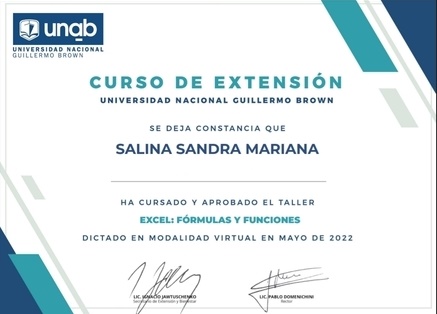 unab
UNIVERSIDAD NACIONAL
GUILLERMO BROWN
CURSO DE EXTENSIÓN
UNIVERSIDAD NACIONAL GUILLERMO BROWN
SE DEJA CONSTANCIA QUE
SALINA SANDRA MARIANA
HA CURSADO Y APROBADO EL TALLER
EXCEL: FÓRMULAS Y FUNCIONES
DICTADO EN MODALIDAD VIRTUAL EN MAYO DE 2022
LIC. IGNACIO JAWTUSCHENKO
Secretario de Extensión y Bienestar
LIC. PABLO DOMENICHINI
Rector